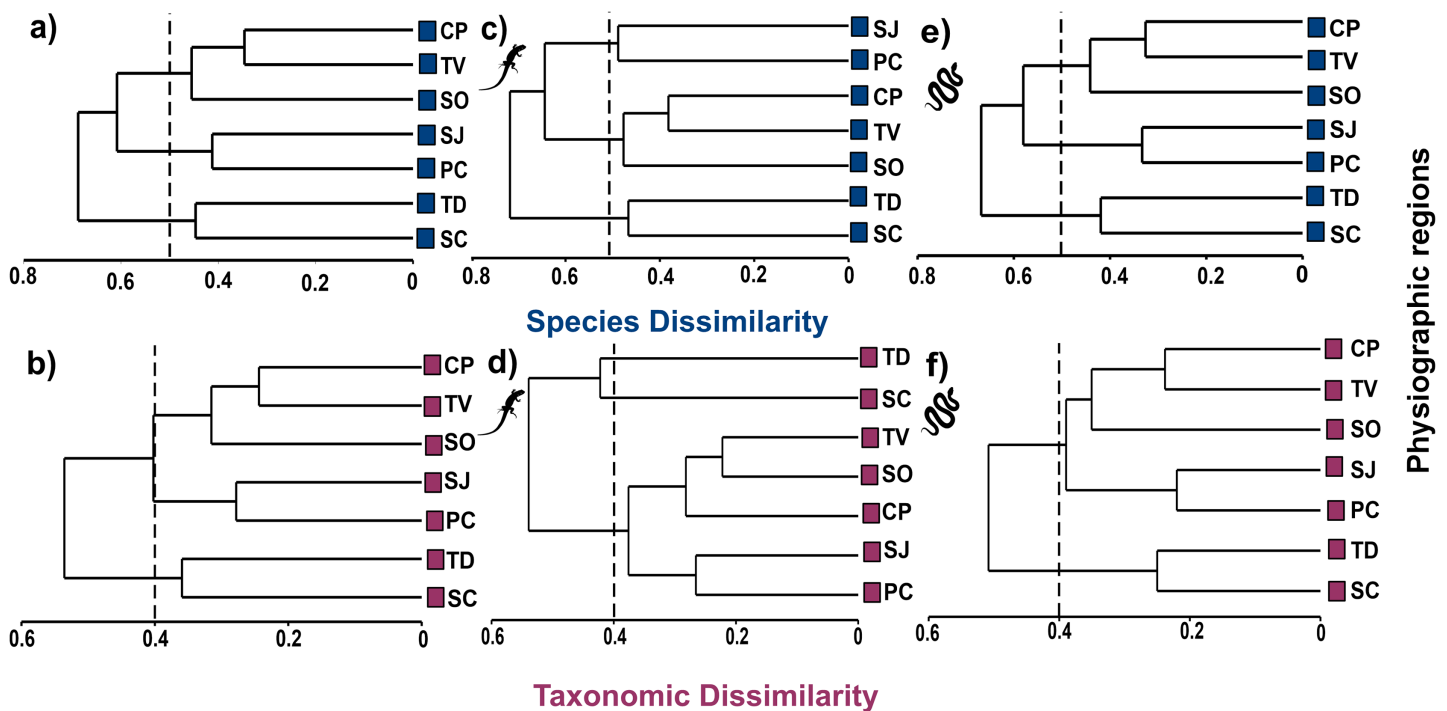 a)
CP
TV
SO
SJ
PC
TD
SC
0.8 0.6 0.4 0.2 0
c)
SJ
PC
CP
TV
SO
TD
SC
0.8 0.6 0.4 0.2 0
e)
CP
TV
SO
SJ
PC
TD
SC
0.8 0.6 0.4 0.2 0
Species Dissimilarity
b)
CP
TV
SO
SJ
PC
TD
SC
0.6 0.4 0.2 0
d)
TD
SC
TV
SO
CP
SJ
PC
0.6 0.4 0.2 0
f)
CP
TV
SO
SJ
PC
TD
SC
0.6 0.4 0.2 0
Taxonomic Dissimilarity
Physiographic regions